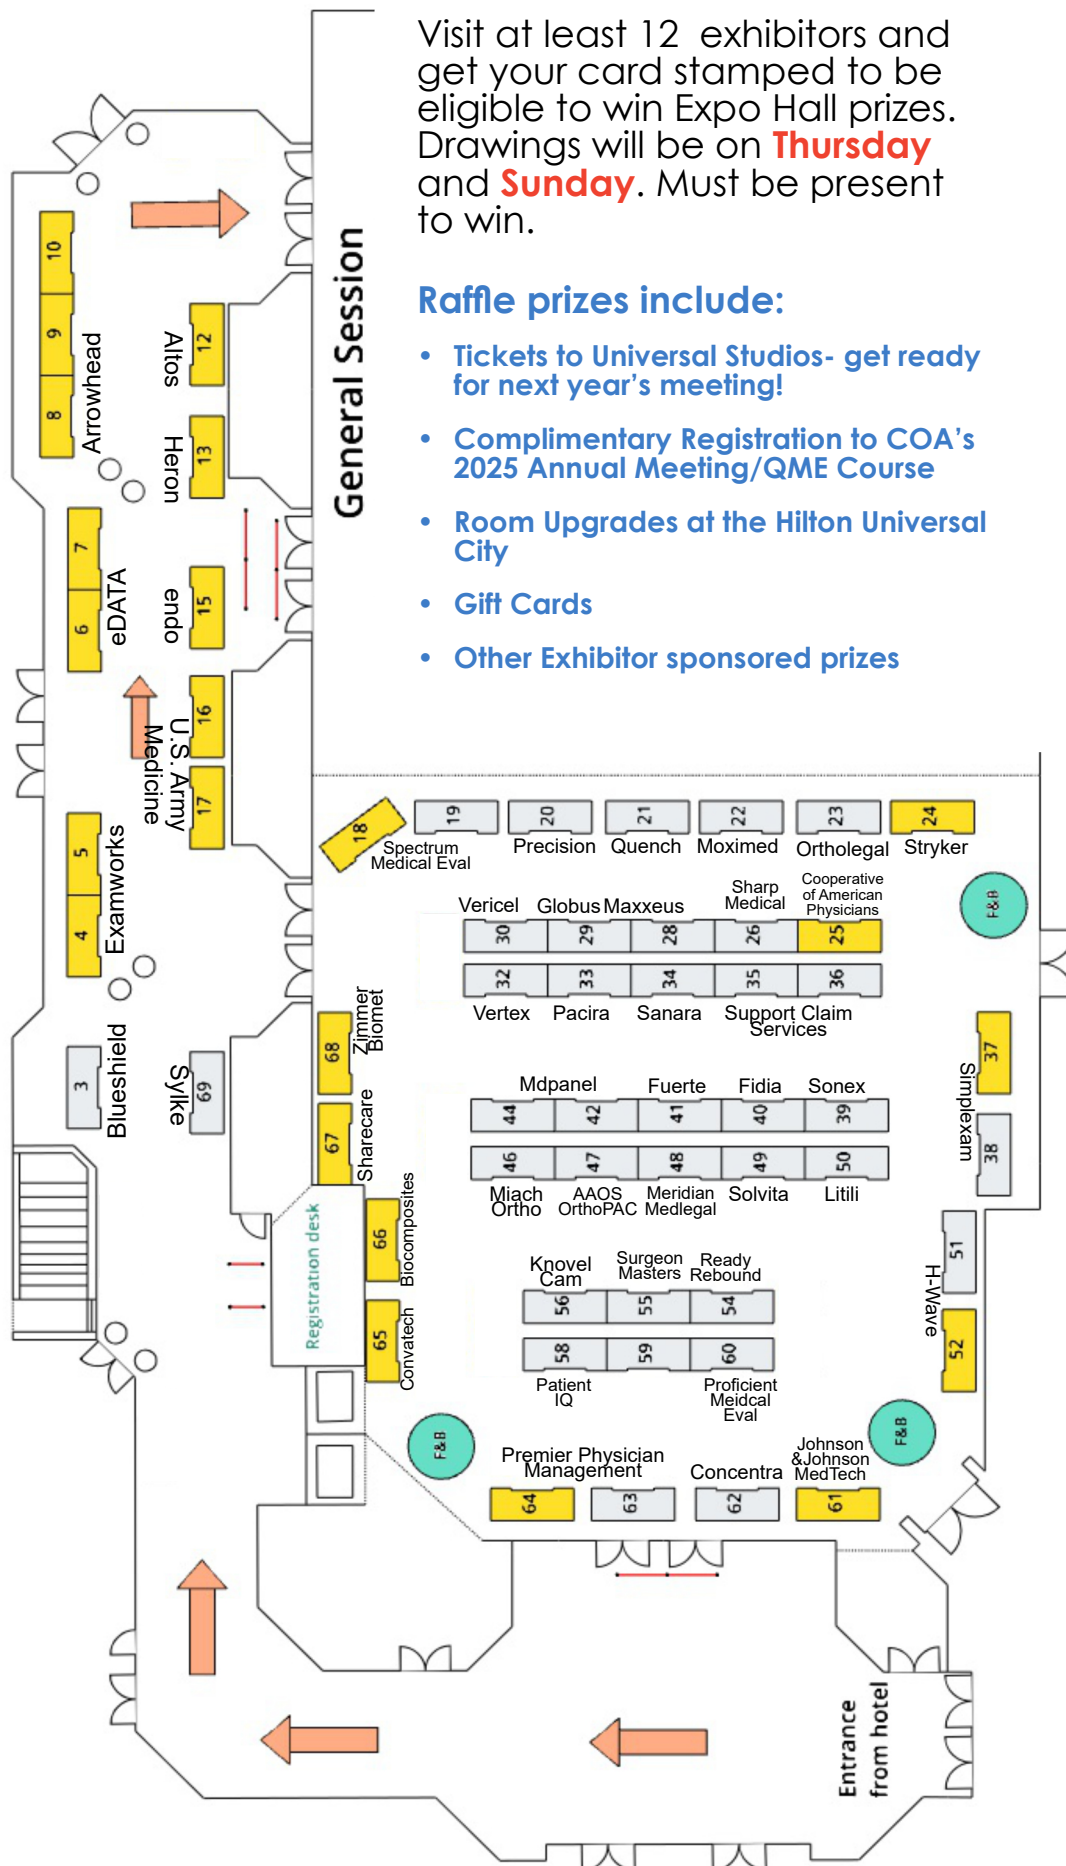 Visit at least 12 exhibitors and
get your card stamped to be
eligible to win Expo Hall prizes.
Drawings will be on Thursday
and Sunday. Must be present
to win.
Raffle prizes include:
• Tickets to Universal Studios- get ready
for next year's meeting!
• Complimentary Registration to COA's
2025 Annual Meeting/QME Course
• Room Upgrades at the Hilton Universal
City
• Gift Cards
• Other Exhibitor sponsored prizes
General Session
10
9
8
Arrowhead
12
Altos
13
Heron
7
6
eDATA
15
endo
16
17
U.S. Army
Medicine
5
4
Examworks
3
Blueshield
69
Sylke
18
Spectrum
Medical Eval
19
20
Precision
21
Quench
22
Moximed
23
Ortholegal
24
Stryker
F&B
Vericel
Globus
Maxxeus
Sharp
Medical
Cooperative
of American
Physicians
30
29
28
26
25
32
33
34
35
36
Vertex
Pacira
Sanara
Support Claim
Services
68
Zimmer
Biomet
67
Sharecare
66
Biocomposites
65
Convatech
Registration desk
37
38
Simplexam
Mdpanel
Fuerte
Fidia
Sonex
44
42
41
40
39
46
47
48
49
50
Miach
Ortho
AAOS
OrthoPAC
Meridian
Medlegal
Solvita
Litili
51
52
H-Wave
Knovel
Cam
Surgeon
Masters
Ready
Rebound
56
55
54
58
59
60
Patient
IQ
Proficient
Meidcal
Eval
F&B
F&B
Premier Physician
Management
Concentra
Johnson
&Johnson
MedTech
64
63
62
61
Entrance
from hotel